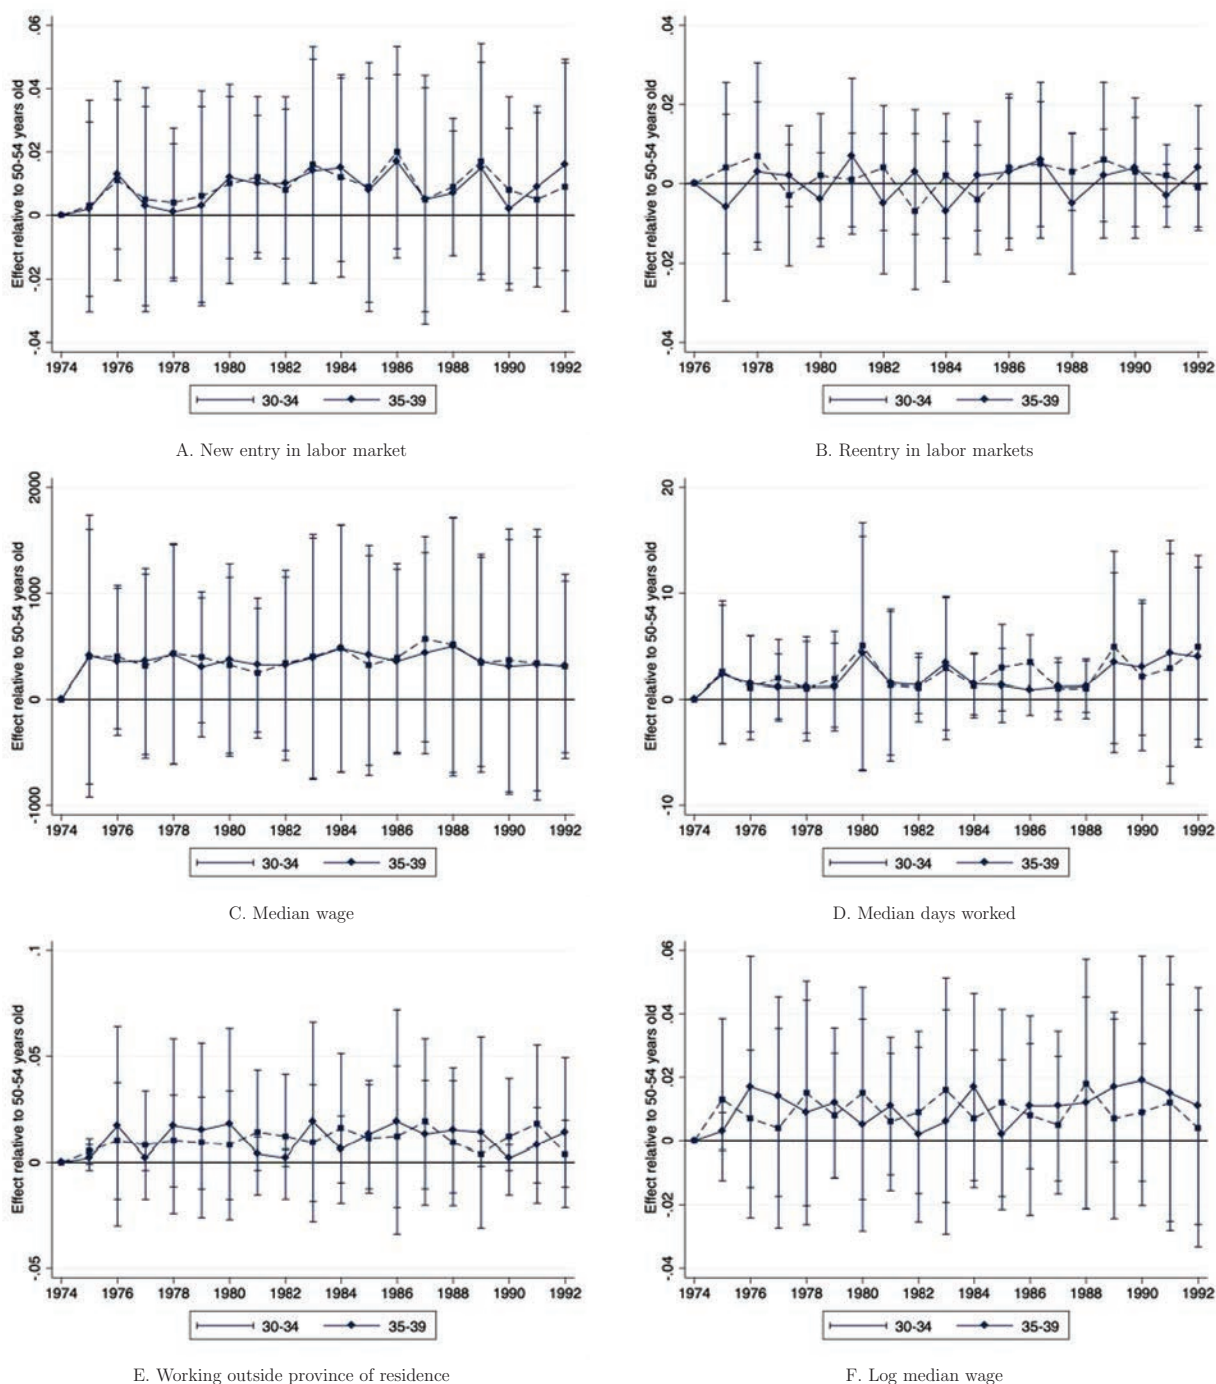 Effect relative to 50-54 years old
.06
.04
.02
0
-.02
-.04
1974 1976 1978 1980 1982 1984 1986 1988 1990 1992
30-34 35-39
A. New entry in labor market
Effect relative to 50-54 years old
.04
.02
0
-.02
-.04
1976 1978 1980 1982 1984 1986 1988 1990 1992
30-34 35-39
B. Reentry in labor markets
Effect relative to 50-54 years old
2000
1000
0
-1000
1974 1976 1978 1980 1982 1984 1986 1988 1990 1992
30-34 35-39
C. Median wage
Effect relative to 50-54 years old
20
10
0
-10
1974 1976 1978 1980 1982 1984 1986 1988 1990 1992
30-34 35-39
D. Median days worked
Effect relative to 50-54 years old
.1
.05
0
-.05
1974 1976 1978 1980 1982 1984 1986 1988 1990 1992
30-34 35-39
E. Working outside province of residence
Effect relative to 50-54 years old
.06
.04
.02
0
-.02
-.04
1974 1976 1978 1980 1982 1984 1986 1988 1990 1992
30-34 35-39
F. Log median wage